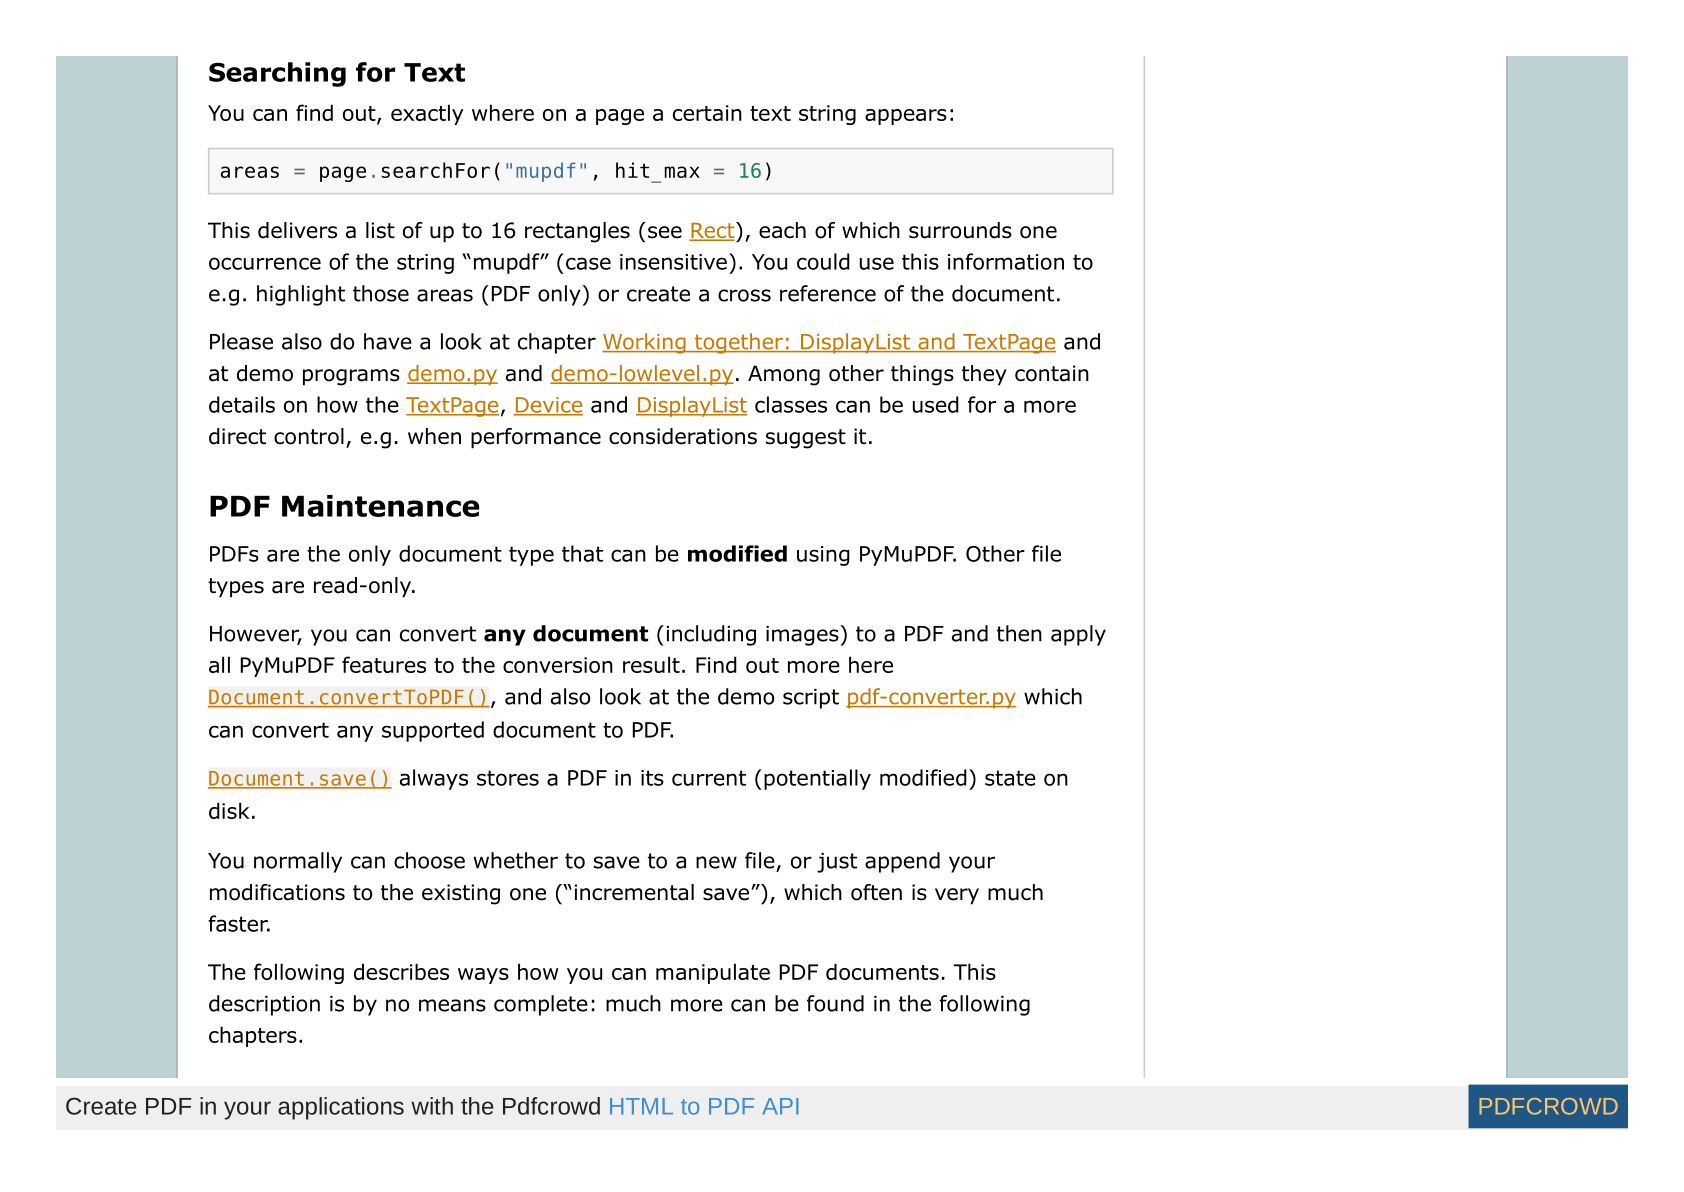 Searching for Text
You can find out, exactly where on a page a certain text string appears:
areas = page.searchFor("mupdf", hit_max = 16)
This delivers a list of up to 16 rectangles (see Rect), each of which surrounds one
occurrence of the string “mupdf” (case insensitive). You could use this information to
e.g. highlight those areas (PDF only) or create a cross reference of the document.
Please also do have a look at chapter Working together: DisplayList and TextPage and
at demo programs demo.py and demo-lowlevel.py. Among other things they contain
details on how the TextPage, Device and DisplayList classes can be used for a more
direct control, e.g. when performance considerations suggest it.
PDF Maintenance
PDFs are the only document type that can be modified using PyMuPDF. Other file
types are read-only.
However, you can convert any document (including images) to a PDF and then apply
all PyMuPDF features to the conversion result. Find out more here
Document.convertToPDF(), and also look at the demo script pdf-converter.py which
can convert any supported document to PDF.
Document.save() always stores a PDF in its current (potentially modified) state on
disk.
You normally can choose whether to save to a new file, or just append your
modifications to the existing one (“incremental save”), which often is very much
faster.
The following describes ways how you can manipulate PDF documents. This
description is by no means complete: much more can be found in the following
chapters.
Create PDF in your applications with the Pdfcrowd HTML to PDF API
PDFCROWD